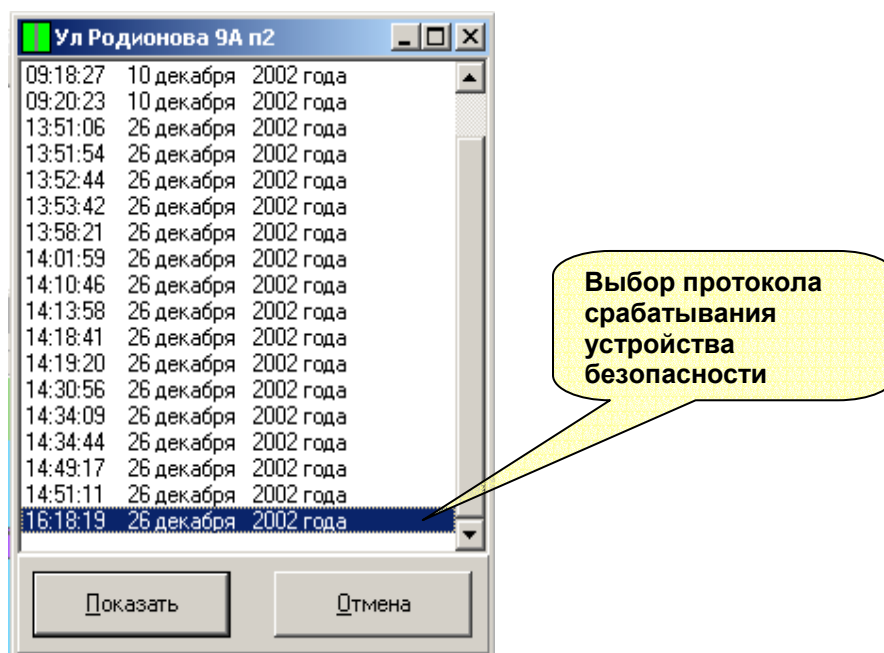 Ул Родионова 9А п2
09:18:27 10 декабря 2002 года
09:20:23 10 декабря 2002 года
13:51:06 26 декабря 2002 года
13:51:54 26 декабря 2002 года
13:52:44 26 декабря 2002 года
13:53:42 26 декабря 2002 года
13:58:21 26 декабря 2002 года
14:01:59 26 декабря 2002 года
14:10:46 26 декабря 2002 года
14:13:58 26 декабря 2002 года
14:18:41 26 декабря 2002 года
14:19:20 26 декабря 2002 года
14:30:56 26 декабря 2002 года
14:34:09 26 декабря 2002 года
14:34:44 26 декабря 2002 года
14:49:17 26 декабря 2002 года
14:51:11 26 декабря 2002 года
16:18:19 26 декабря 2002 года
Показать Отмена
Выбор протокола
срабатывания
устройства
безопасности